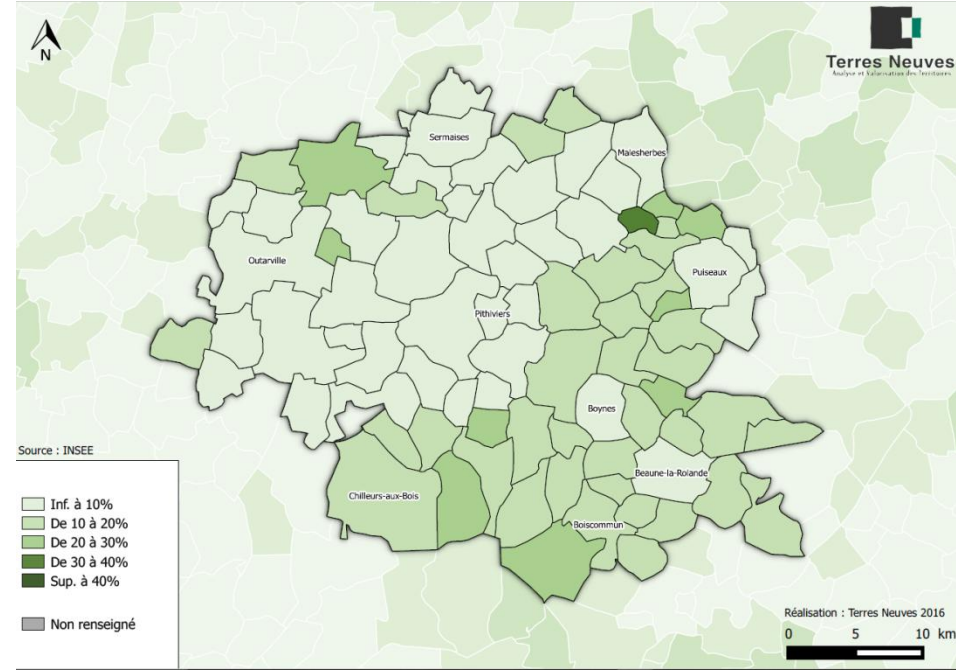 N
Terres Neuves
Analyse et Valorisation des Territoires
Sermaises
Malesherbes
Outarville
Puiseaux
Pithiviers
Boynes
Source : INSEE
Beaune-la-Rolande
Chilleurs-aux-Bois
Boiscommun
Inf. à 10%
De 10 à 20%
De 20 à 30%
De 30 à 40%
Sup. à 40%
Non renseigné
Réalisation : Terres Neuves 2016
0 5 10 km